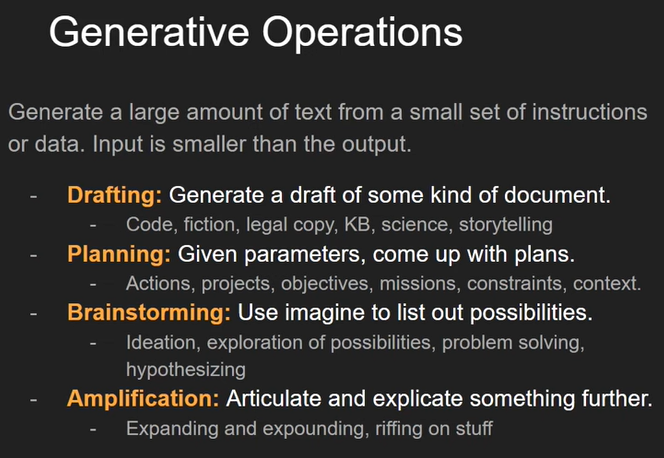 Generative Operations
Generate a large amount of text from a small set of instructions
or data. Input is smaller than the output.
- Drafting: Generate a draft of some kind of document.
- Code, fiction, legal copy, KB, science, storytelling
- Planning: Given parameters, come up with plans.
- Actions, projects, objectives, missions, constraints, context.
- Brainstorming: Use imagine to list out possibilities.
- Ideation, exploration of possibilities, problem solving,
hypothesizing
- Amplification: Articulate and explicate something further.
- Expanding and expounding, riffing on stuff